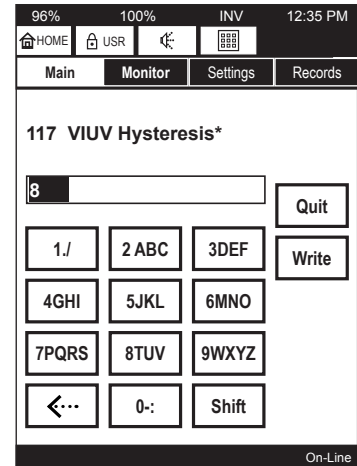 96% 100% INV 12:35 PM
HOME USR
Main Monitor Settings Records
117 VIUV Hysteresis*
8
Quit
1./ 2 ABC 3DEF
Write
4GHI 5JKL 6MNO
7PQRS 8TUV 9WXYZ
0-: Shift
On-Line